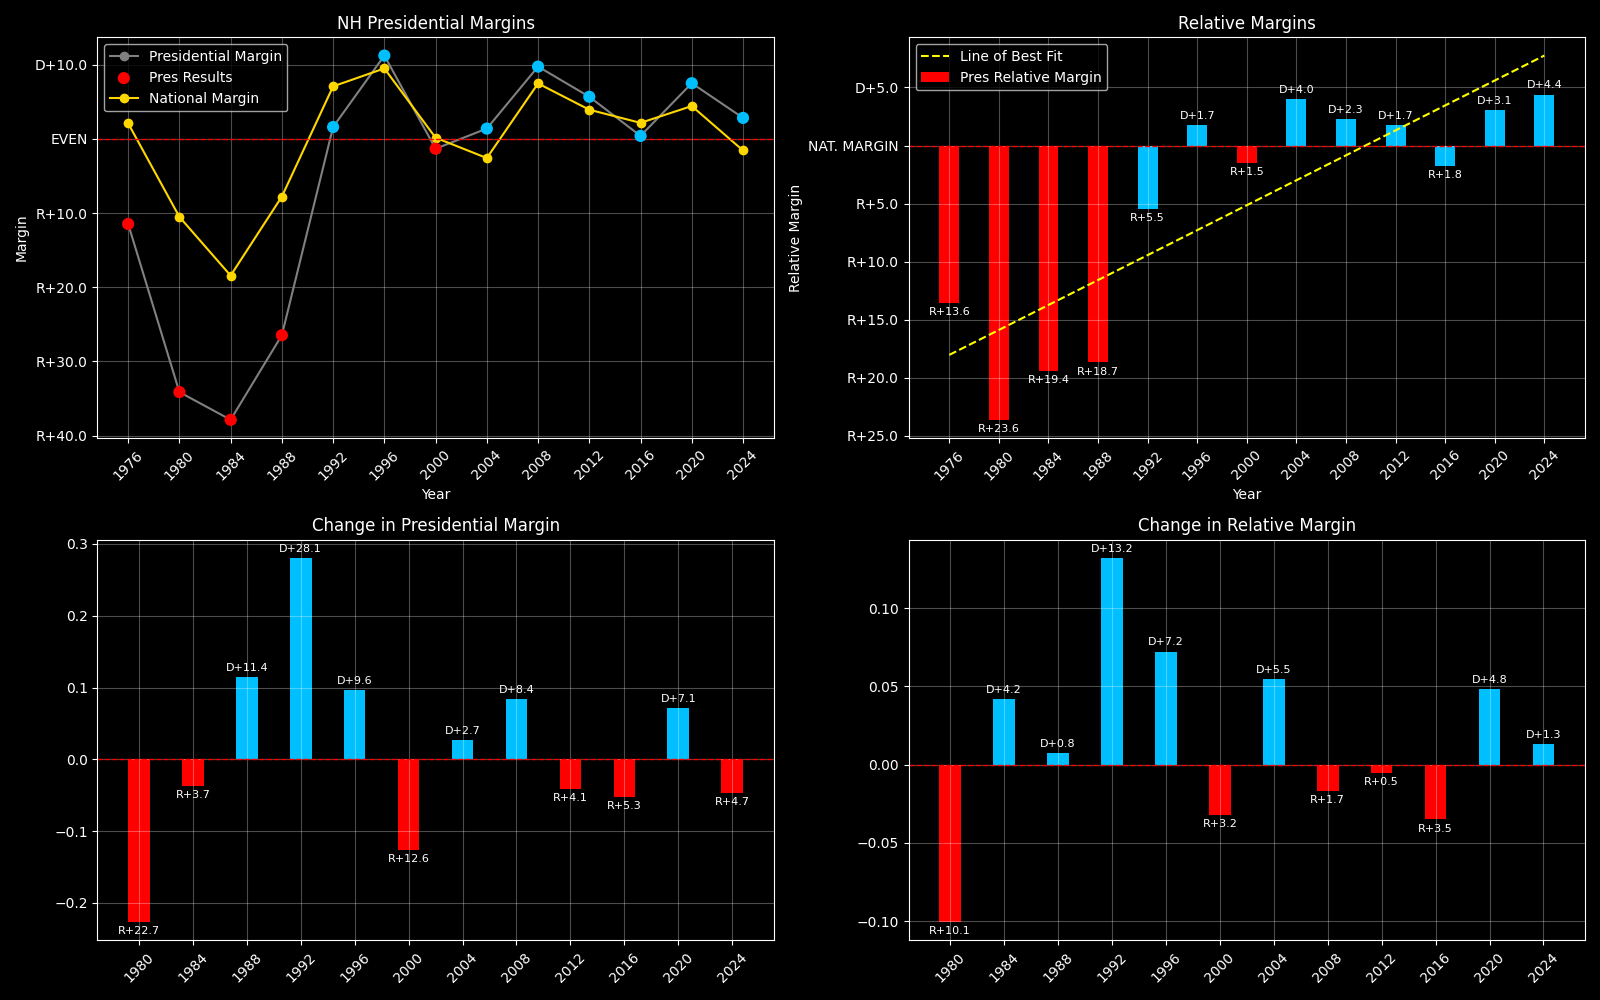 NH Presidential Margins
Presidential Margin
Pres Results
National Margin
D+10.0
EVEN
R+10.0
R+20.0
R+30.0
R+40.0
Margin
1976 1980 1984 1988 1992 1996 2000 2004 2008 2012 2016 2020 2024
Year
Relative Margins
Line of Best Fit
Pres Relative Margin
D+5.0
NAT. MARGIN
R+5.0
R+10.0
R+15.0
R+20.0
R+25.0
Relative Margin
R+13.6
R+23.6
R+19.4
R+18.7
R+5.5
D+1.7
R+1.5
D+4.0
D+2.3
D+1.7
R+1.8
D+3.1
D+4.4
1976 1980 1984 1988 1992 1996 2000 2004 2008 2012 2016 2020 2024
Year
Change in Presidential Margin
0.3
0.2
0.1
0.0
−0.1
−0.2
R+22.7
R+3.7
D+11.4
D+28.1
D+9.6
R+12.6
D+2.7
D+8.4
R+4.1
R+5.3
D+7.1
R+4.7
1980 1984 1988 1992 1996 2000 2004 2008 2012 2016 2020 2024
Change in Relative Margin
0.10
0.05
0.00
−0.05
−0.10
R+10.1
D+4.2
D+0.8
D+13.2
D+7.2
R+3.2
D+5.5
R+1.7
R+0.5
R+3.5
D+4.8
D+1.3
1980 1984 1988 1992 1996 2000 2004 2008 2012 2016 2020 2024